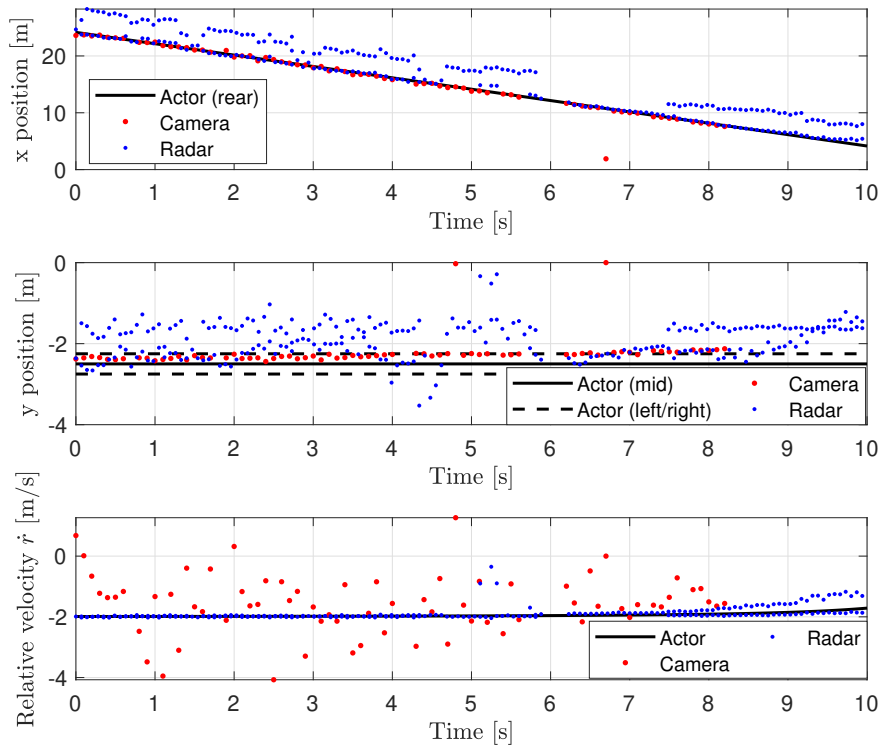 x position [m]
20
10
0
Actor (rear)
Camera
Radar
0 1 2 3 4 5 6 7 8 9 10
Time [s]
y position [m]
0
-2
-4
Actor (mid)
Actor (left/right)
Camera
Radar
0 1 2 3 4 5 6 7 8 9 10
Time [s]
Relative velocity ṙ [m/s]
0
-2
-4
Actor
Camera
Radar
0 1 2 3 4 5 6 7 8 9 10
Time [s]